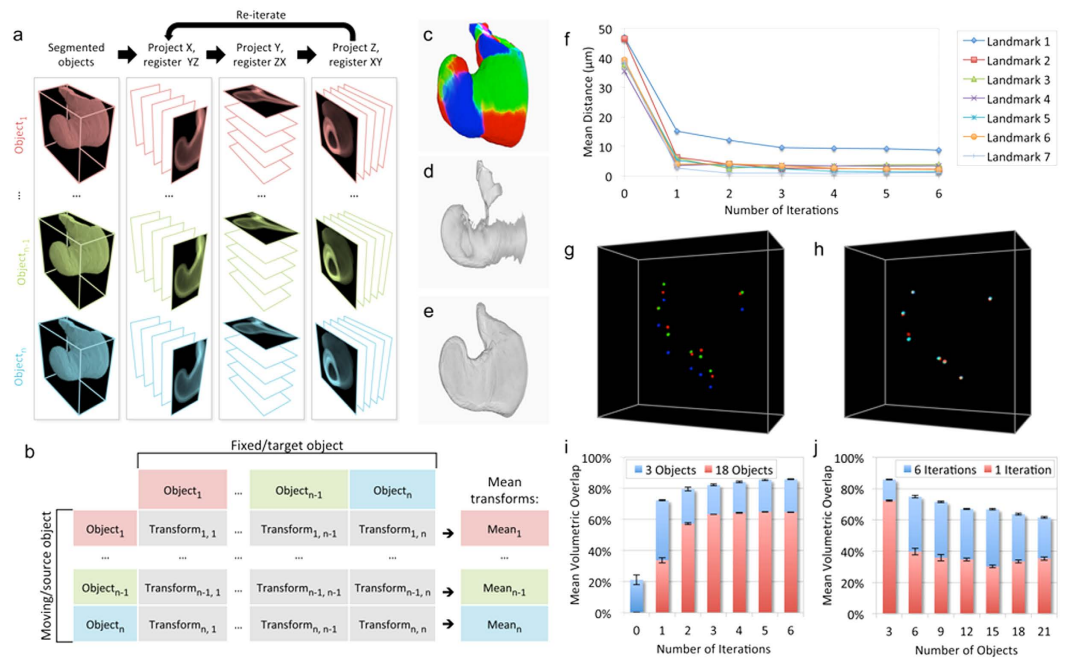 Re-iterate
a
Segmented objects
Project X, register YZ
Project Y, register ZX
Project Z, register XY
Object1
...
Objectn-1
Objectn
... ... ... ...
b
Fixed/target object
Moving/source object
Object1 ... Objectn-1 Objectn
Mean transforms:
Object1 Transform1, 1 ... Transform1, n-1 Transform1, n Mean1
... ... ... ... ...
Objectn-1 Transformn-1, 1 ... Transformn-1, n-1 Transformn-1, n Meann-1
Objectn Transformn, 1 ... Transformn, n-1 Transformn, n Meann
c
d
e
f
Mean Distance (µm)
50
40
30
20
10
0
0 1 2 3 4 5 6
Number of Iterations
Landmark 1
Landmark 2
Landmark 3
Landmark 4
Landmark 5
Landmark 6
Landmark 7
g
h
i
Mean Volumetric Overlap
3 Objects 18 Objects
100%
80%
60%
40%
20%
0%
0 1 2 3 4 5 6
Number of Iterations
j
Mean Volumetric Overlap
6 Iterations 1 Iteration
100%
80%
60%
40%
20%
0%
3 6 9 12 15 18 21
Number of Objects